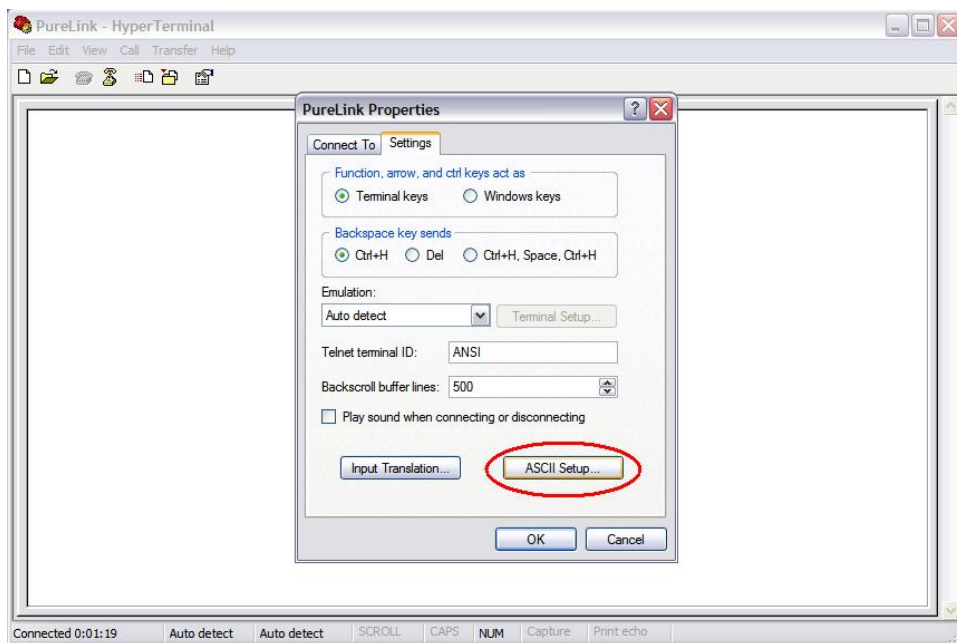 PureLink - HyperTerminal
File Edit View Call Transfer Help
PureLink Properties
Connect To Settings
Function, arrow, and ctrl keys act as
Terminal keys Windows keys
Backspace key sends
Ctrl+H Del Ctrl+H, Space, Ctrl+H
Emulation:
Auto detect Terminal Setup...
Telnet terminal ID: ANSI
Backscroll buffer lines: 500
Play sound when connecting or disconnecting
Input Translation... ASCII Setup...
OK Cancel
Connected 0:01:19 Auto detect Auto detect SCROLL CAPS NUM Capture Print echo